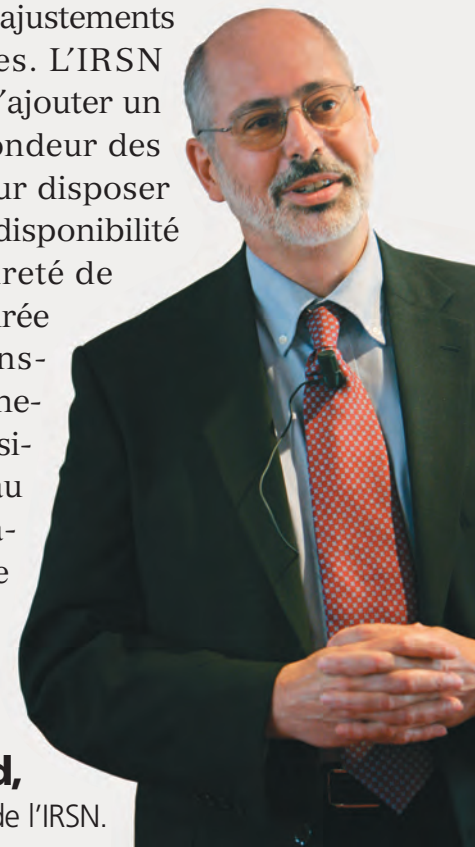 ajustements
es. L'IRSN
'ajouter un
ondeur des
ur disposer
disponibilité
reté de
rée
ns-
ne-
si-
au
a-
e
d,
de l'IRSN.